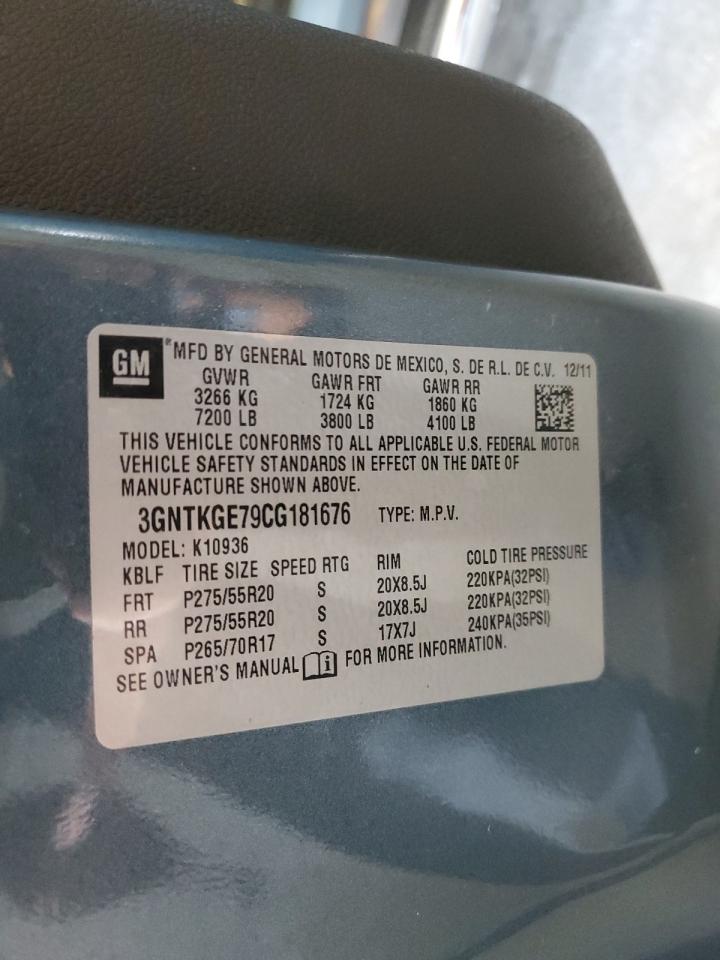 GM
®MFD BY GENERAL MOTORS DE MEXICO, S. DE R.L. DE C.V. 12/11
GVWR GAWR FRT GAWR RR
3266 KG 1724 KG 1860 KG
7200 LB 3800 LB 4100 LB
THIS VEHICLE CONFORMS TO ALL APPLICABLE U.S. FEDERAL MOTOR
VEHICLE SAFETY STANDARDS IN EFFECT ON THE DATE OF
MANUFACTURE SHOWN ABOVE.
3GNTKGE79CG181676 TYPE: M.P.V.
MODEL: K10936
KBLF TIRE SIZE SPEED RTG RIM COLD TIRE PRESSURE
FRT P275/55R20 S 20X8.5J 220KPA(32PSI)
RR P275/55R20 S 20X8.5J 220KPA(32PSI)
SPA P265/70R17 S 17X7J 240KPA(35PSI)
SEE OWNER'S MANUAL i FOR MORE INFORMATION.